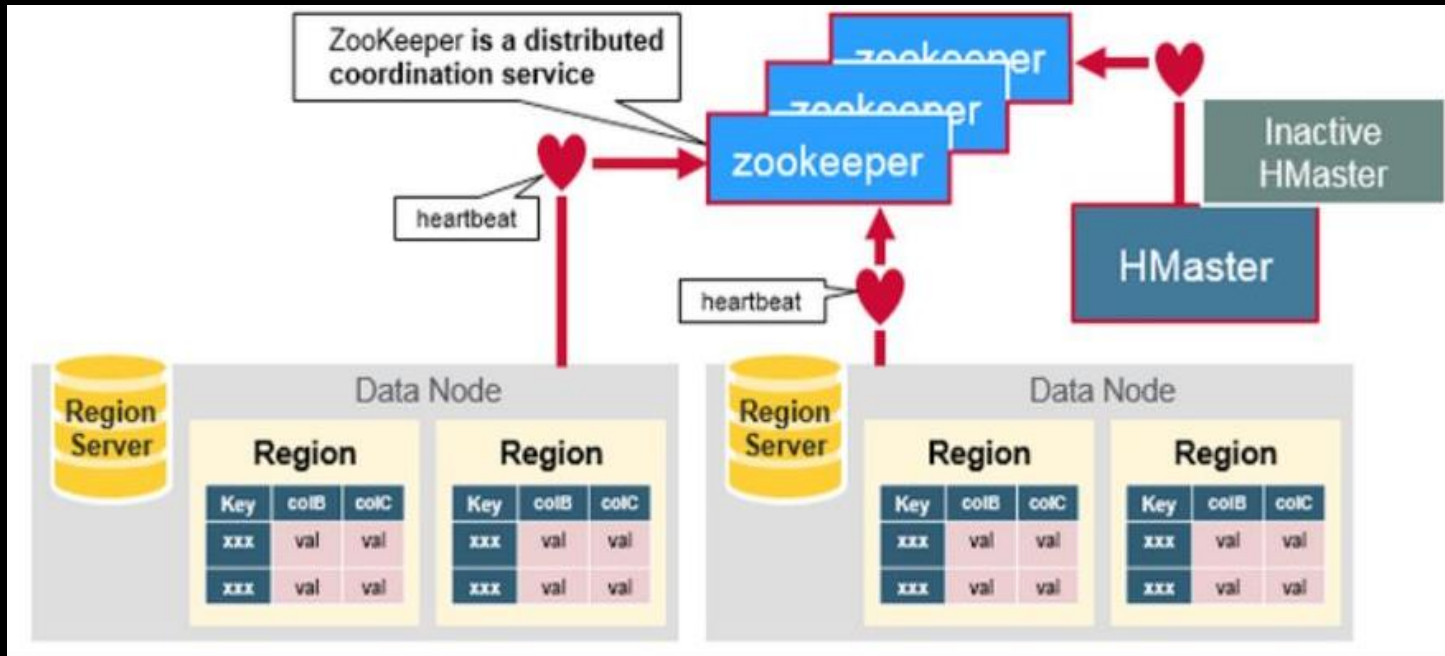 ZooKeeper is a distributed
coordination service
zookeeper
zookeeper
zookeeper
Inactive
HMaster
HMaster
heartbeat
heartbeat
Region
Server
Data Node
Region
Key colB colC
xxx val val
xxx val val
Region
Key colB colC
xxx val val
xxx val val
Region
Server
Data Node
Region
Key colB colC
xxx val val
xxx val val
Region
Key colB colC
xxx val val
xxx val val